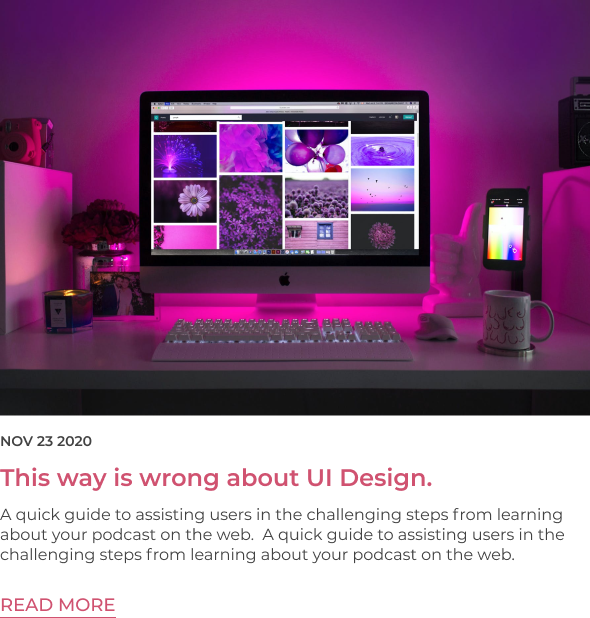 NOV 23 2020
This way is wrong about UI Design.
A quick guide to assisting users in the challenging steps from learning
about your podcast on the web.  A quick guide to assisting users in the
challenging steps from learning about your podcast on the web.
READ MORE